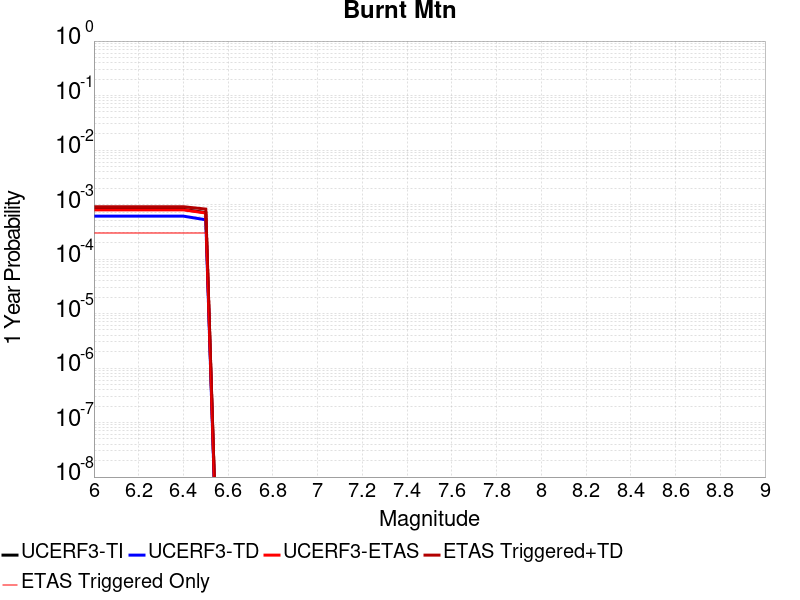 Burnt Mtn
10^0
10^-1
10^-2
10^-3
10^-4
10^-5
10^-6
10^-7
10^-8
1 Year Probability
6 6.2 6.4 6.6 6.8 7 7.2 7.4 7.6 7.8 8 8.2 8.4 8.6 8.8 9
Magnitude
UCERF3-TI UCERF3-TD UCERF3-ETAS ETAS Triggered+TD
ETAS Triggered Only